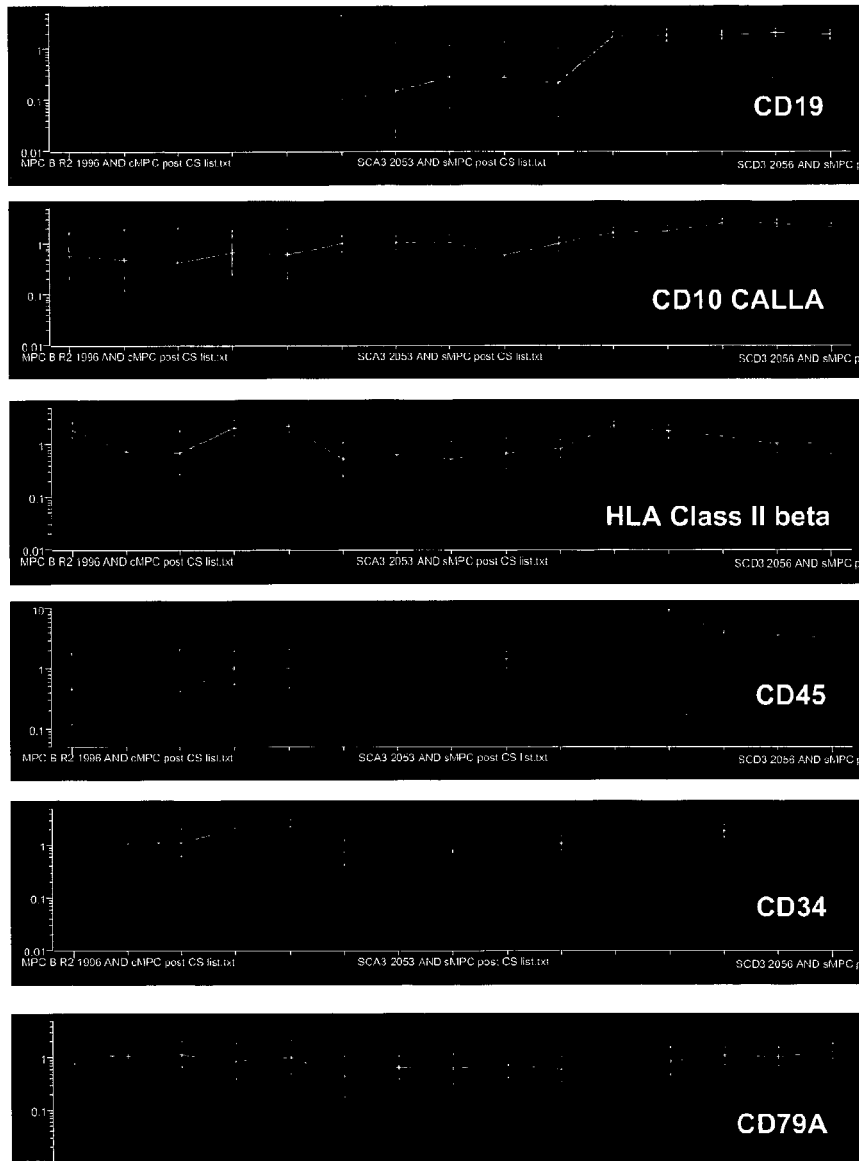 1
0.1
CD19
0.01
MPC B R2 1996 AND cMPC post CS list.txt SCA3 2053 AND sMPC post CS list.txt SCD3 2056 AND sMPC p
1
0.1
CD10 CALLA
0.01
MPC B R2 1996 AND cMPC post CS list.txt SCA3 2053 AND sMPC post CS list.txt SCD3 2056 AND sMPC p
1
0.1
HLA Class II beta
0.01
MPC B R2 1996 AND cMPC post CS list.txt SCA3 2053 AND sMPC post CS list.txt SCD3 2056 AND sMPC p
10
1
CD45
0.1
MPC B R2 1996 AND cMPC post CS list.txt SCA3 2053 AND sMPC post CS list.txt SCD3 2056 AND sMPC p
1
0.1
CD34
0.01
MPC B R2 1996 AND cMPC post CS list.txt SCA3 2053 AND sMPC post CS list.txt SCD3 2056 AND sMPC p
1
0.1
CD79A